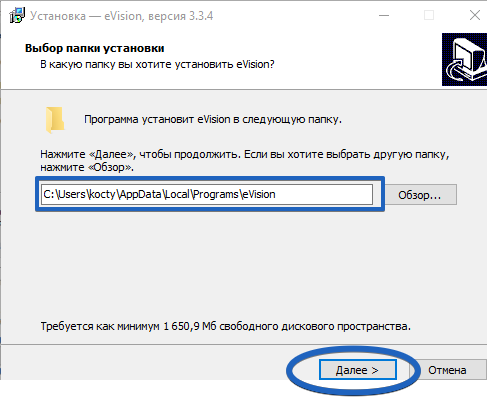 Установка — eVision, версия 3.3.4
Выбор папки установки
В какую папку вы хотите установить eVision?
Программа установит eVision в следующую папку.
Нажмите «Далее», чтобы продолжить. Если вы хотите выбрать другую папку,
нажмите «Обзор».
C:\Users\kocty\AppData\Local\Programs\eVision
Обзор...
Требуется как минимум 1 650,9 Мб свободного дискового пространства.
Далее >
Отмена